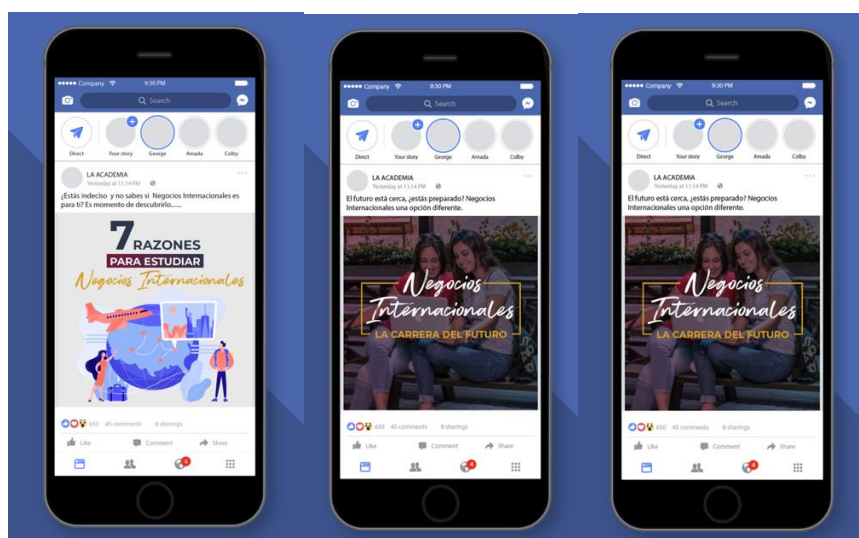 Company 9:30 PM
Search
Direct Your story George Amada Colby
LA ACADEMIA
Yesterday at 11:14 PM
¿Estás indeciso y no sabes si Negocios Internacionales es
para ti? Es momento de descubrirlo......
7 RAZONES
PARA ESTUDIAR
Negocios Internacionales
650 45 comments 8 sharings
Like Comment Share
4
Company 9:30 PM
Search
Direct Your story George Amada Colby
LA ACADEMIA
Yesterday at 11:14 PM
El futuro está cerca, ¿estás preparado? Negocios
Internacionales una opción diferente.
Negocios
Internacionales
LA CARRERA DEL FUTURO
650 45 comments 8 sharings
Like Comment Share
4
Company 9:30 PM
Search
Direct Your story George Amada Colby
LA ACADEMIA
Yesterday at 11:14 PM
El futuro está cerca, ¿estás preparado? Negocios
Internacionales una opción diferente.
Negocios
Internacionales
LA CARRERA DEL FUTURO
650 45 comments 8 sharings
Like Comment Share
4